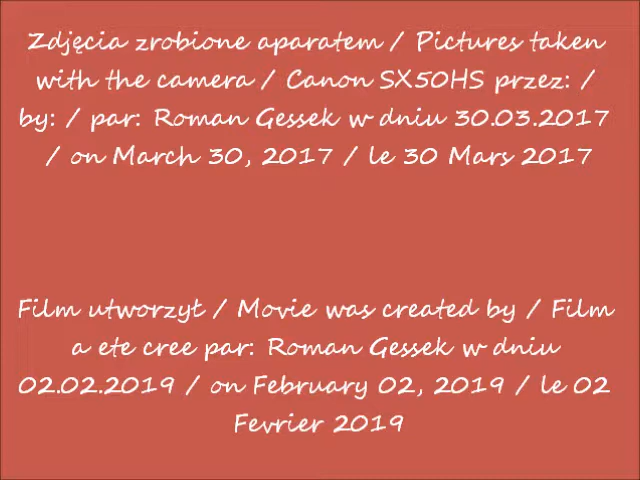 Zdjęcia zrobione aparatem / Pictures taken
with the camera / Canon SX50HS przez: /
by: / par: Roman Gessek w dniu 30.03.2017
/ on March 30, 2017 / le 30 Mars 2017
Film utworzył / Movie was created by / Film
a ete cree par: Roman Gessek w dniu
02.02.2019 / on February 02, 2019 / le 02
Fevrier 2019